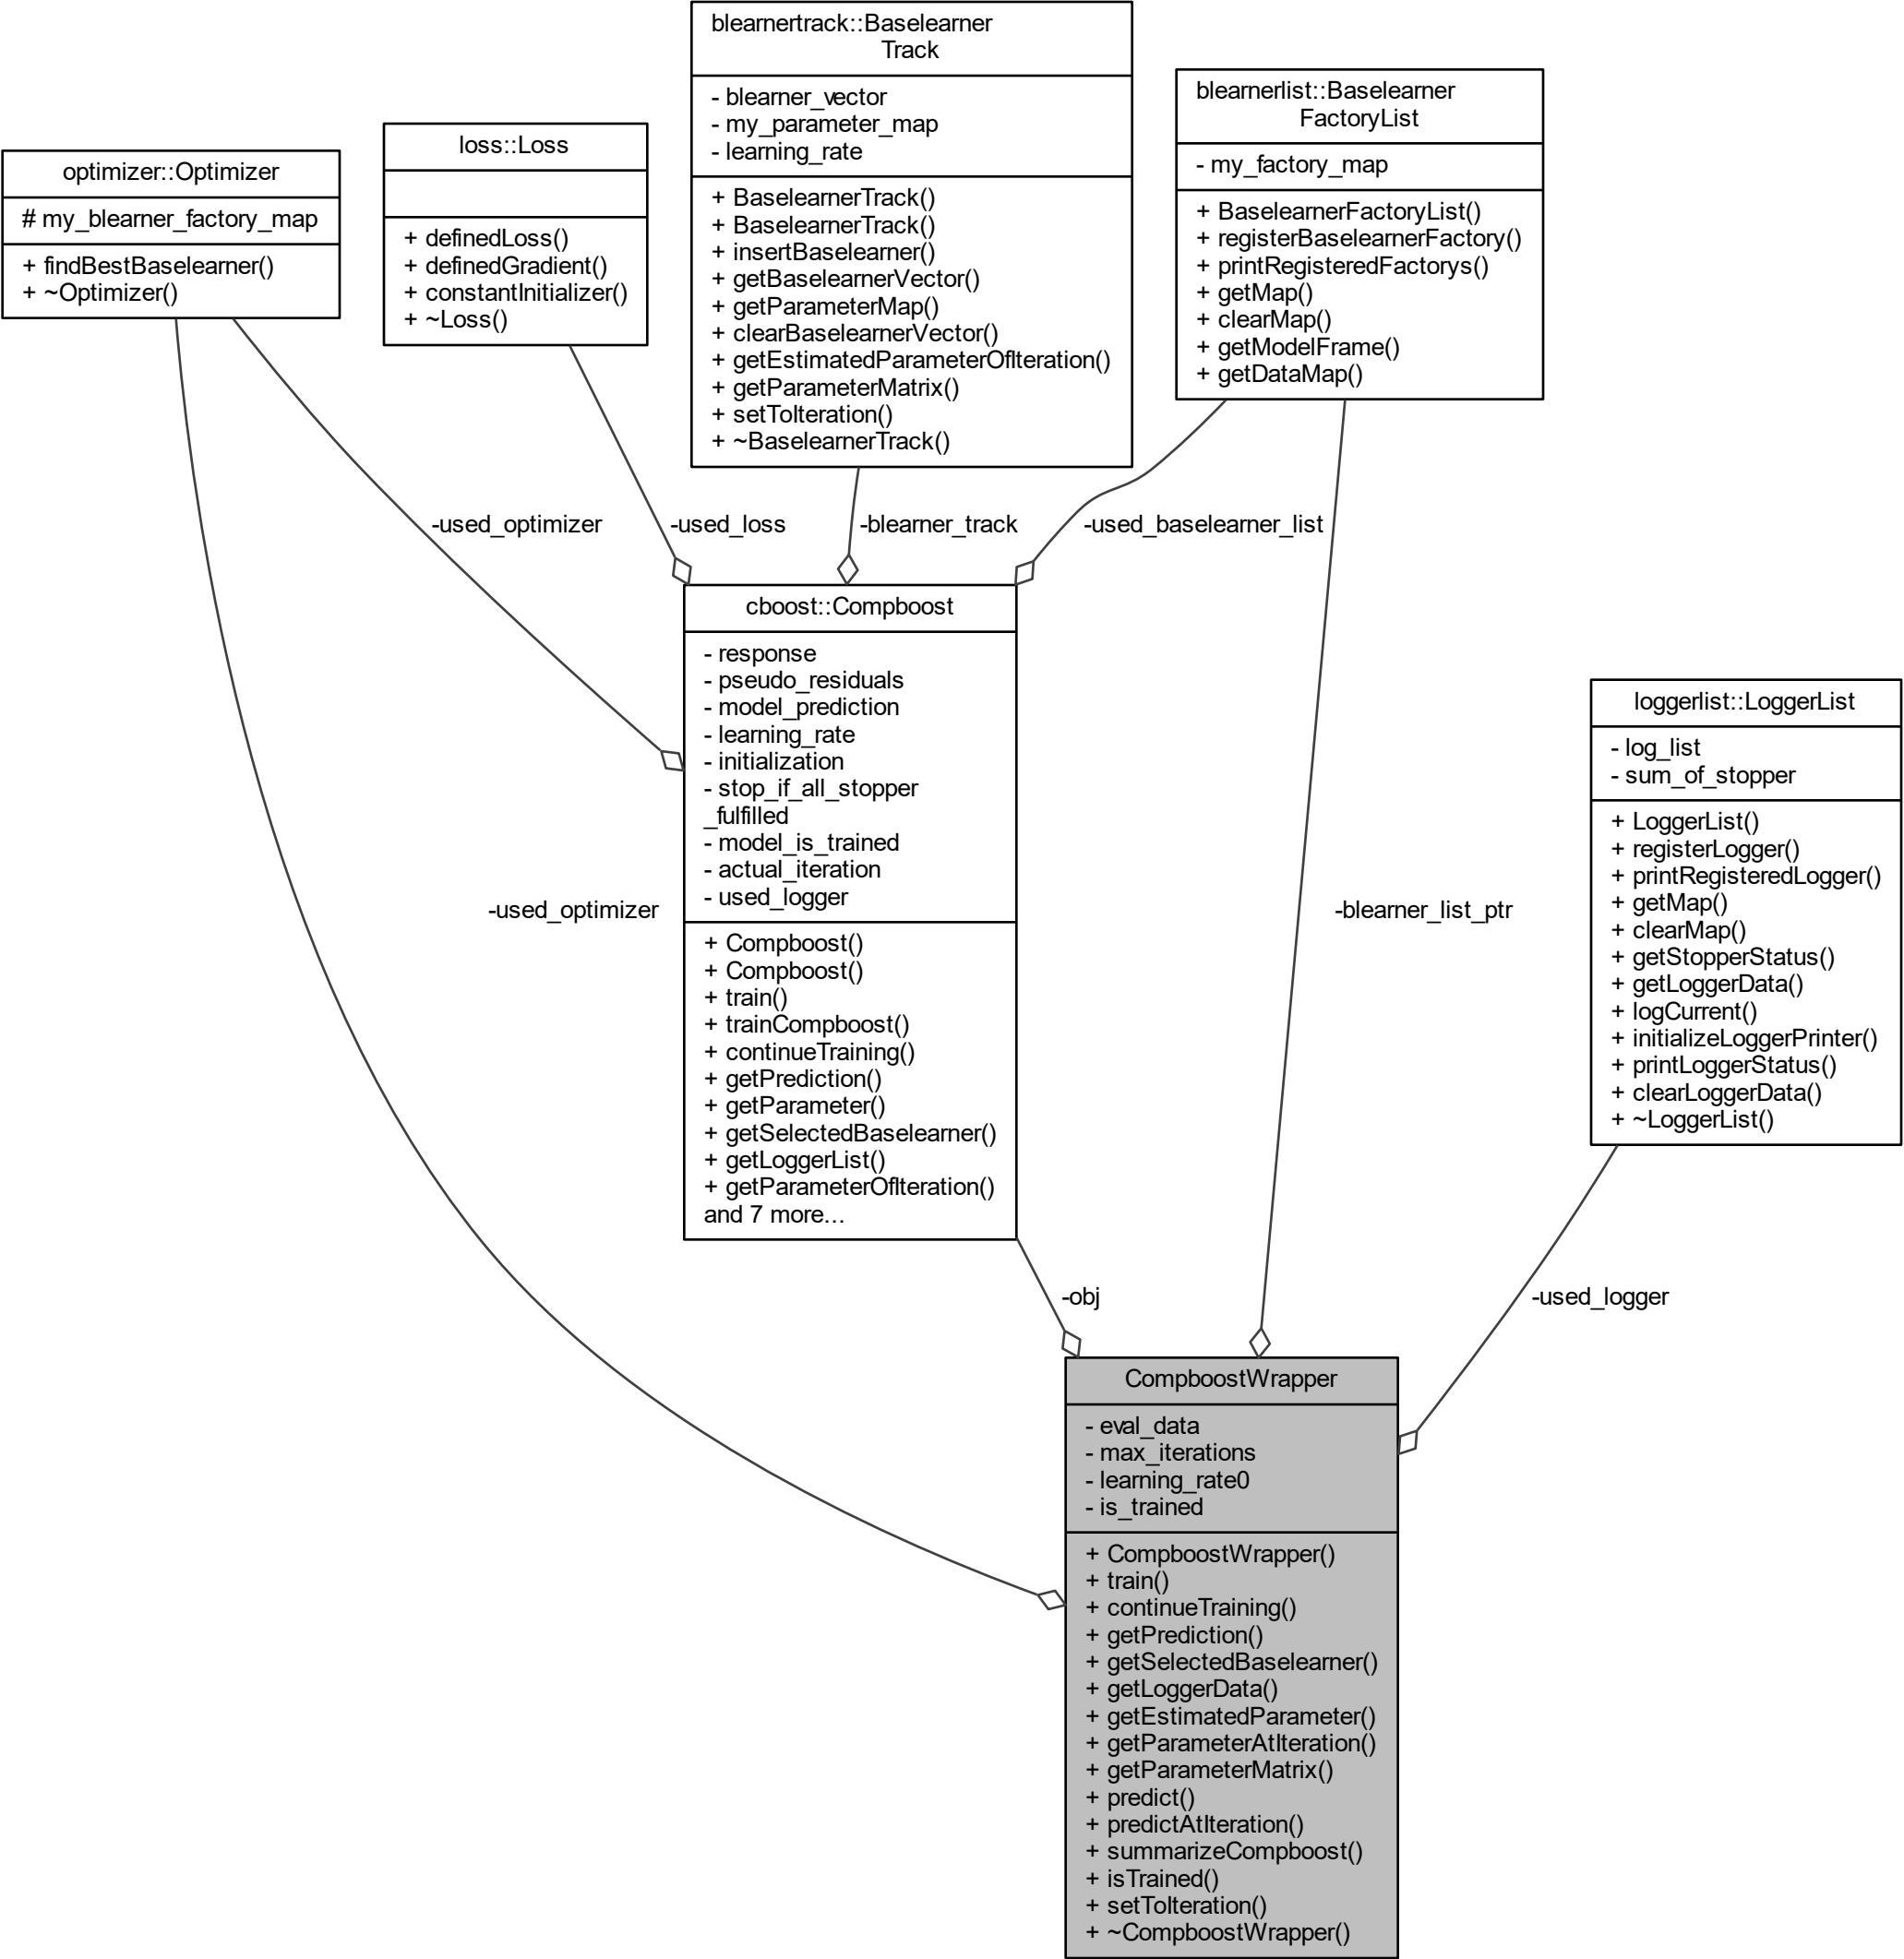 blearnertrack::Baselearner
Track
- blearner_vector
- my_parameter_map
- learning_rate
+ BaselearnerTrack()
+ BaselearnerTrack()
+ insertBaselearner()
+ getBaselearnerVector()
+ getParameterMap()
+ clearBaselearnerVector()
+ getEstimatedParameterOfIteration()
+ getParameterMatrix()
+ setToIteration()
+ ~BaselearnerTrack()
blearnerlist::Baselearner
FactoryList
- my_factory_map
+ BaselearnerFactoryList()
+ registerBaselearnerFactory()
+ printRegisteredFactorys()
+ getMap()
+ clearMap()
+ getModelFrame()
+ getDataMap()
loss::Loss
+ definedLoss()
+ definedGradient()
+ constantInitializer()
+ ~Loss()
optimizer::Optimizer
# my_blearner_factory_map
+ findBestBaselearner()
+ ~Optimizer()
-used_optimizer
-used_loss
-blearner_track
-used_baselearner_list
cboost::Compboost
- response
- pseudo_residuals
- model_prediction
- learning_rate
- initialization
- stop_if_all_stopper
_fulfilled
- model_is_trained
- actual_iteration
- used_logger
+ Compboost()
+ Compboost()
+ train()
+ trainCompboost()
+ continueTraining()
+ getPrediction()
+ getParameter()
+ getSelectedBaselearner()
+ getLoggerList()
+ getParameterOfIteration()
and 7 more...
loggerlist::LoggerList
- log_list
- sum_of_stopper
+ LoggerList()
+ registerLogger()
+ printRegisteredLogger()
+ getMap()
+ clearMap()
+ getStopperStatus()
+ getLoggerData()
+ logCurrent()
+ initializeLoggerPrinter()
+ printLoggerStatus()
+ clearLoggerData()
+ ~LoggerList()
-used_optimizer
-blearner_list_ptr
-obj
-used_logger
CompboostWrapper
- eval_data
- max_iterations
- learning_rate0
- is_trained
+ CompboostWrapper()
+ train()
+ continueTraining()
+ getPrediction()
+ getSelectedBaselearner()
+ getLoggerData()
+ getEstimatedParameter()
+ getParameterAtIteration()
+ getParameterMatrix()
+ predict()
+ predictAtIteration()
+ summarizeCompboost()
+ isTrained()
+ setToIteration()
+ ~CompboostWrapper()